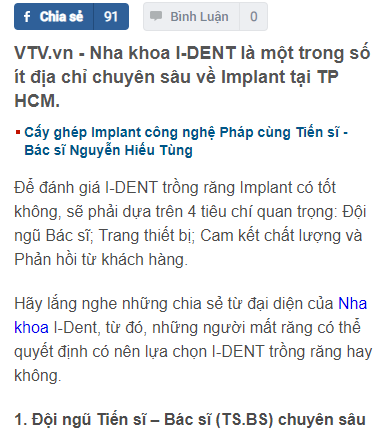 Chia sẻ 91 Bình Luận 0
VTV.vn - Nha khoa I-DENT là một trong số
ít địa chỉ chuyên sâu về Implant tại TP
HCM.
Cấy ghép Implant công nghệ Pháp cùng Tiến sĩ -
Bác sĩ Nguyễn Hiếu Tùng
Để đánh giá I-DENT trồng răng Implant có tốt
không, sẽ phải dựa trên 4 tiêu chí quan trọng: Đội
ngũ Bác sĩ; Trang thiết bị; Cam kết chất lượng và
Phản hồi từ khách hàng.
Hãy lắng nghe những chia sẻ từ đại diện của Nha
khoa I-Dent, từ đó, những người mất răng có thể
quyết định có nên lựa chọn I-DENT trồng răng hay
không.
1. Đội ngũ Tiến sĩ – Bác sĩ (TS.BS) chuyên sâu